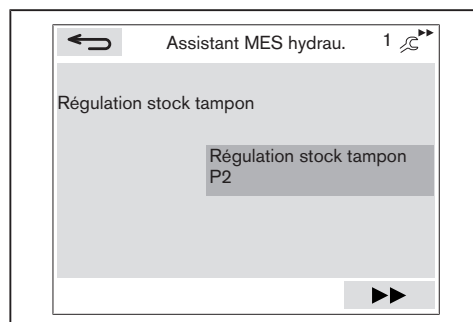 Assistant MES hydrau. 1
Régulation stock tampon
Régulation stock tampon
P2